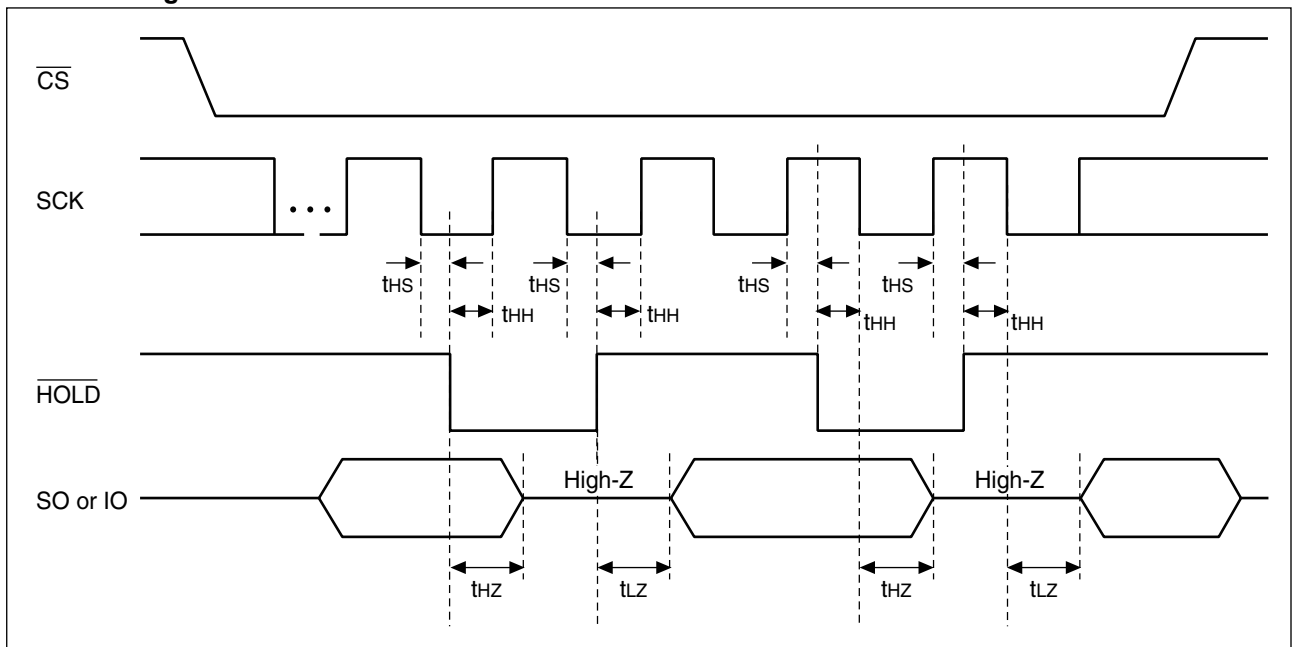 CS
SCK
...
tHS tHS tHS tHS
tHH tHH tHH tHH
HOLD
High-Z High-Z
SO or IO
tHZ tLZ tHZ tLZ